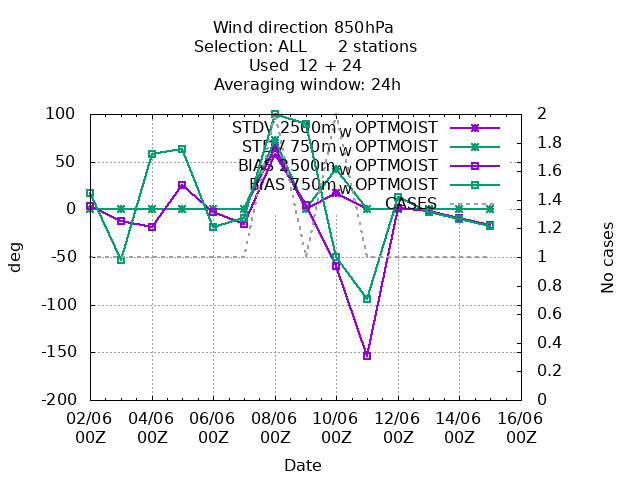 Wind direction 850hPa
Selection: ALL 2 stations
Used 12 + 24
Averaging window: 24h
100 50 0 -50 -100 -150 -200
deg
STDV 2500m_w OPTMOIST
STDV 750m_w OPTMOIST
BIAS 2500m_w OPTMOIST
BIAS 750m_w OPTMOIST
CASES
2 1.8 1.6 1.4 1.2 1 0.8 0.6 0.4 0.2 0
No cases
02/06 04/06 06/06 08/06 10/06 12/06 14/06 16/06
00Z 00Z 00Z 00Z 00Z 00Z 00Z 00Z
Date